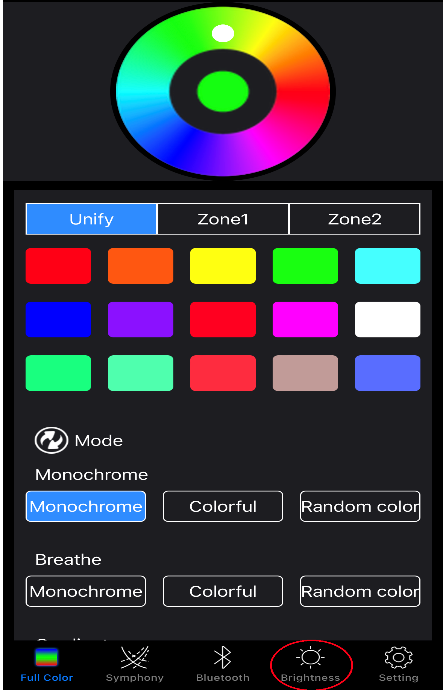 Unify Zone1 Zone2
Mode
Monochrome
Monochrome Colorful Random color
Breathe
Monochrome Colorful Random color
Full Color Symphony Bluetooth Brightness Setting